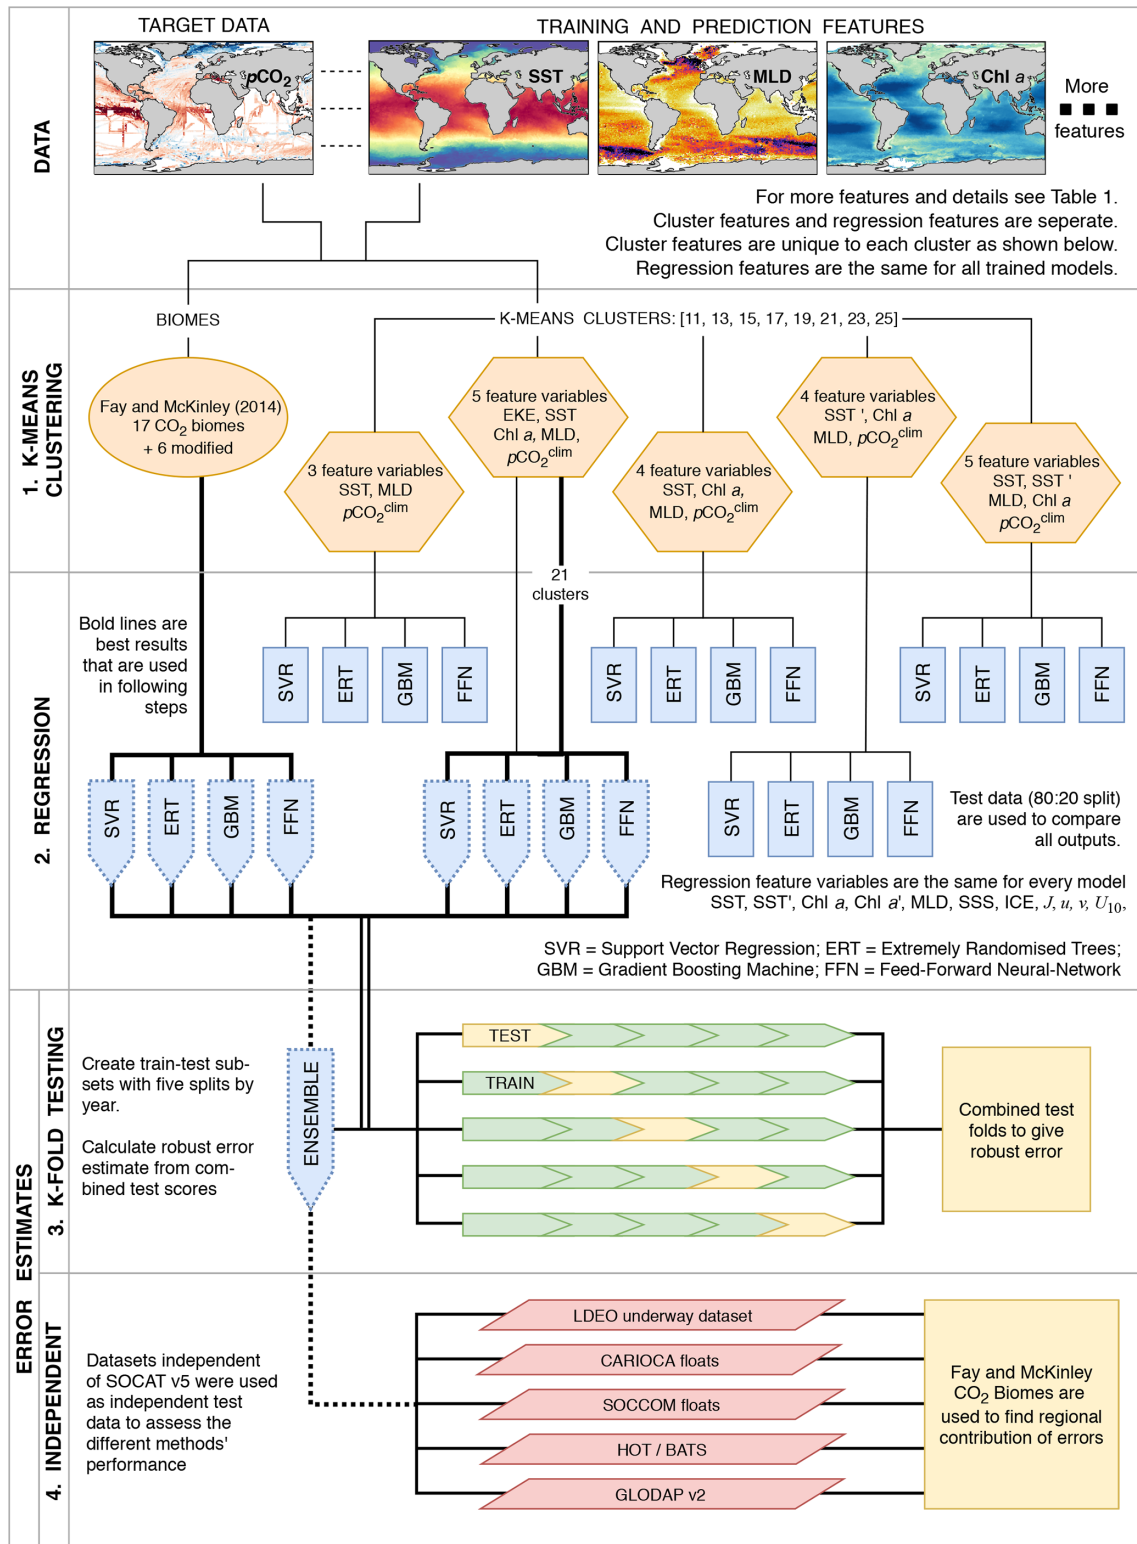 TARGET DATA
TRAINING AND PREDICTION FEATURES
pCO2
SST
MLD
Chl a
More
features
DATA
For more features and details see Table 1.
Cluster features and regression features are seperate.
Cluster features are unique to each cluster as shown below.
Regression features are the same for all trained models.
1. K-MEANS
CLUSTERING
BIOMES
K-MEANS CLUSTERS: [11, 13, 15, 17, 19, 21, 23, 25]
Fay and McKinley (2014)
17 CO2 biomes
+ 6 modified
3 feature variables
SST, MLD
pCO2clim
5 feature variables
EKE, SST
Chl a, MLD,
pCO2clim
4 feature variables
SST, Chl a,
MLD, pCO2clim
4 feature variables
SST ', Chl a
MLD, pCO2clim
5 feature variables
SST, SST '
MLD, Chl a
pCO2clim
21
clusters
2. REGRESSION
Bold lines are
best results
that are used
in following
steps
SVR
ERT
GBM
FFN
SVR
ERT
GBM
FFN
SVR
ERT
GBM
FFN
SVR
ERT
GBM
FFN
SVR
ERT
GBM
FFN
SVR
ERT
GBM
FFN
Test data (80:20 split)
are used to compare
all outputs.
Regression feature variables are the same for every model
SST, SST', Chl a, Chl a', MLD, SSS, ICE, J, u, v, U10,
SVR = Support Vector Regression; ERT = Extremely Randomised Trees;
GBM = Gradient Boosting Machine; FFN = Feed-Forward Neural-Network
ERROR ESTIMATES
3. K-FOLD TESTING
Create train-test sub-
sets with five splits by
year.
Calculate robust error
estimate from com-
bined test scores
ENSEMBLE
TEST
TRAIN
Combined test
folds to give
robust error
4. INDEPENDENT
Datasets independent
of SOCAT v5 were used
as independent test
data to assess the
different methods'
performance
LDEO underway dataset
CARIOCA floats
SOCCOM floats
HOT / BATS
GLODAP v2
Fay and McKinley
CO2 Biomes are
used to find regional
contribution of errors